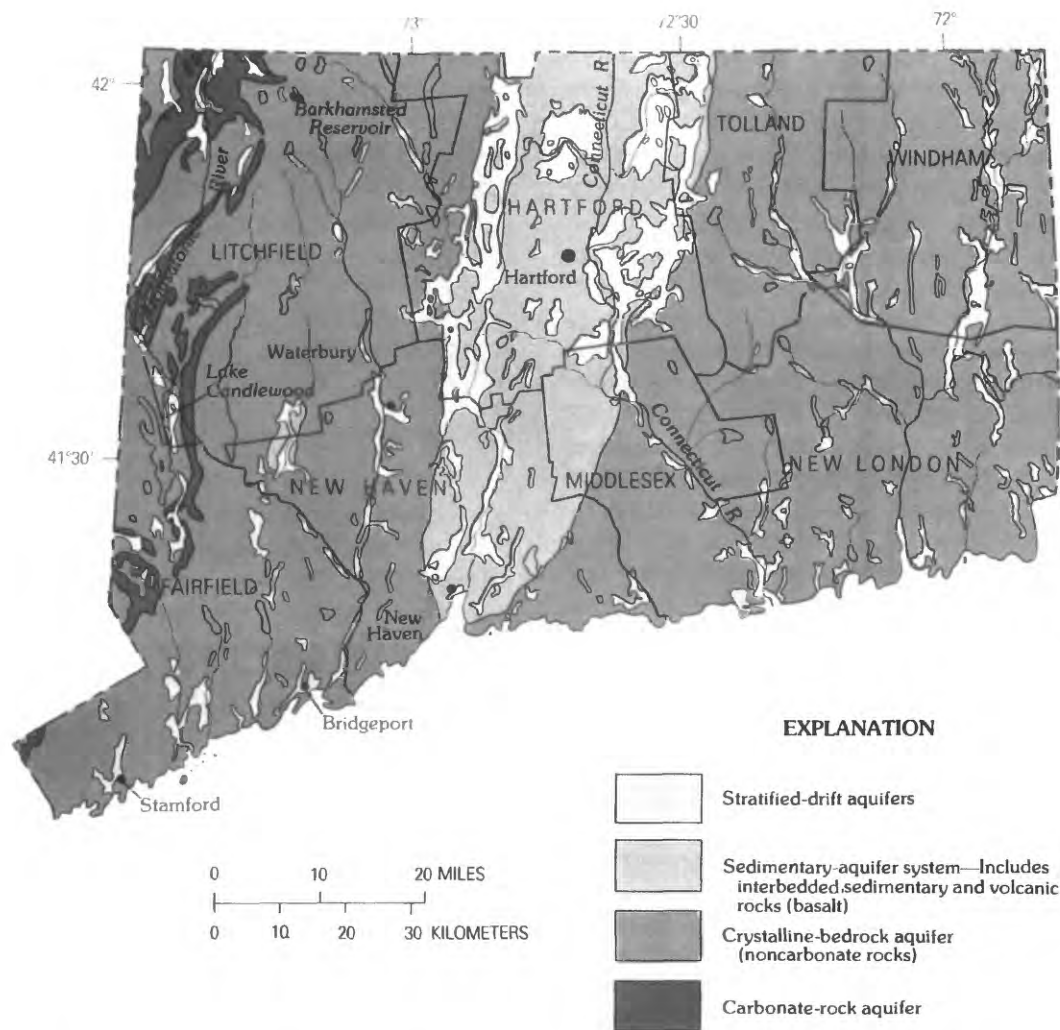 73°
72°30'
72°
42°
Barkhamsted
Reservoir
Connecticut R
TOLLAND
WINDHAM
River
HARTFORD
LITCHFIELD
Hartford
Waterbury
Lake
Candlewood
41°30'
NEW HAVEN
MIDDLESEX
Connecticut R
NEW LONDON
FAIRFIELD
New
Haven
Bridgeport
Stamford
EXPLANATION
Stratified-drift aquifers
Sedimentary-aquifer system—Includes
interbedded sedimentary and volcanic
rocks (basalt)
Crystalline-bedrock aquifer
(noncarbonate rocks)
Carbonate-rock aquifer
0 10 20 MILES
0 10 20 30 KILOMETERS